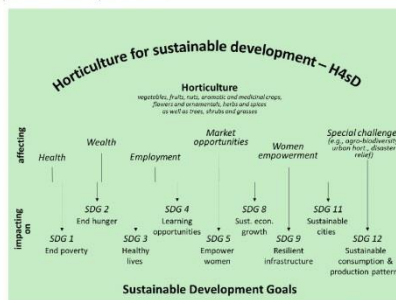 Horticulture for sustainable development – H4sD
Horticulture
vegetables, fruits, nuts, aromatic and medicinal crops,
flowers and ornamentals, herbs and spices
as well as trees, shrubs and grasses
affecting
Health
Wealth
Employment
Market
opportunities
Women
empowerment
Special challenge
(e.g., agro-biodiversity
urban hort., disaster
relief)
impacting
on
SDG 1
End poverty
SDG 2
End hunger
SDG 3
Healthy
lives
SDG 4
Learning
opportunities
SDG 5
Empower
women
SDG 8
Sust. econ.
growth
SDG 9
Resilient
infrastructure
SDG 11
Sustainable
cities
SDG 12
Sustainable
consumption &
production pattern
Sustainable Development Goals